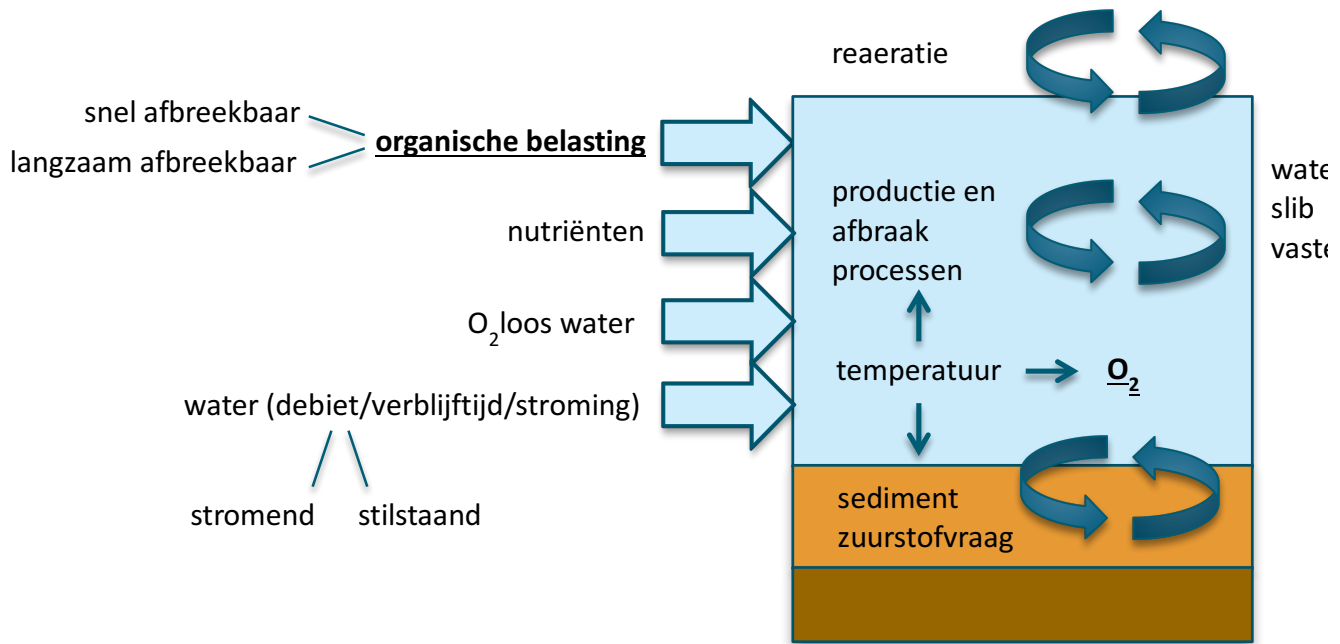 reaeratie
snel afbreekbaar
organische belasting
langzaam afbreekbaar
productie en
afbraak
processen
slib
nutriënten
O2loos water
temperatuur
O2
water (debiet/verblijftijd/stroming)
stromend
stilstaand
sediment
zuurstofvraag